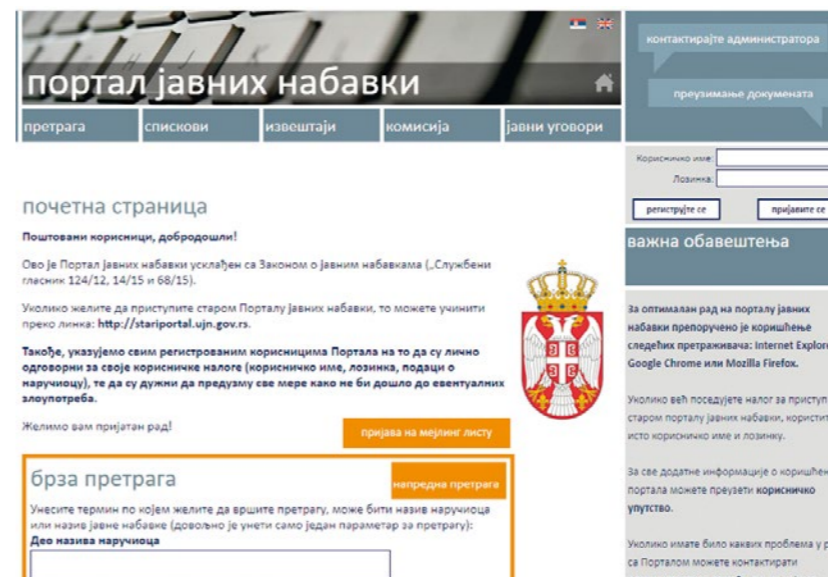 портал јавних набавки
претрага
спискови
извештаји
комисија
јавни уговори
почетна страница
Поштовани корисници, добродошли!
Ово је Портал јавних набавки усклађен са Законом о јавним набавкама („Службени
гласник 124/12, 14/15 и 68/15).
Уколико желите да приступите старом Порталу јавних набавки, то можете учинити
преко линка: http://stariportal.ujn.gov.rs.
Такође, указујемо свим регистрованим корисницима Портала на то да су лично
одговорни за своје корисничке налоге (корисничко име, лозинка, подаци о
наручиоцу), те да су дужни да предузму све мере како не би дошло до евентуалних
злоупотреба.
Желимо вам пријатан рад!
пријава на мејлинг листу
брза претрага
напредна претрага
Унесите термин по којем желите да вршите претрагу, може бити назив наручиоца
или назив јавне набавке (довољно је унети само један параметар за претрагу):
Део назива наручиоца
контактирајте администратора
преузимање докумената
Корисничко име:
Лозинка:
региструјте се
пријавите се
важна обавештења
За оптималан рад на порталу јавних
набавки препоручено је коришћење
следећих претраживача: Internet Explore
Google Chrome или Mozilla Firefox.
Уколико већ поседујете налог за приступ
старом порталу јавних набавки, користит
исто корисничко име и лозинку.
За све додатне информације о коришћењ
портала можете преузети корисничко
упутство.
Уколико имате било каквих проблема у р
са Порталом можете контактирати